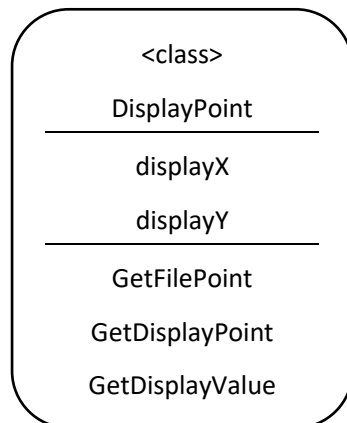 <class>
DisplayPoint
displayX
displayY
GetFilePoint
GetDisplayPoint
GetDisplayValue